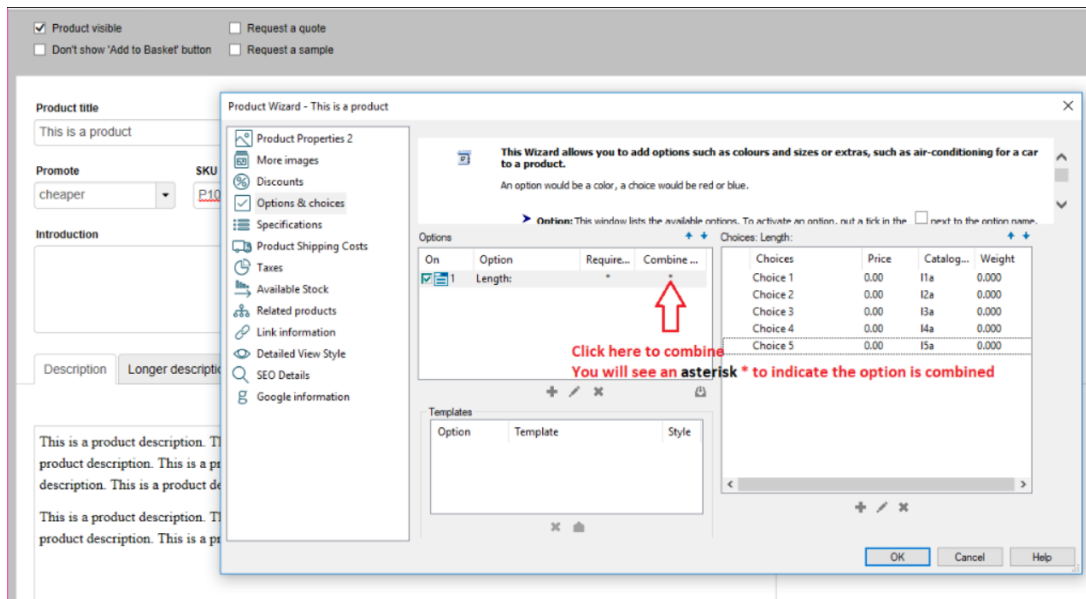 Product visible
Request a quote
Don't show 'Add to Basket' button
Request a sample
Product title
This is a product
Promote
SKU
cheaper
P10
Introduction
Description
Longer descriptio
This is a product description. T
product description. This is a p
description. This is a product de
This is a product description. T
product description. This is a p
Product Wizard - This is a product
Product Properties 2
More images
Discounts
Options & choices
Specifications
Product Shipping Costs
Taxes
Available Stock
Related products
Link information
Detailed View Style
SEO Details
Google information
This Wizard allows you to add options such as colours and sizes or extras, such as air-conditioning for a car
to a product.
An option would be a color, a choice would be red or blue.
Option: This window lists the available options. To activate an option, put a tick in the next to the option name.
Options
On Option Require... Combine ...
1 Length: * *
Click here to combine
You will see an asterisk * to indicate the option is combined
Templates
Option Template Style
Choices: Length:
Choices Price Catalog... Weight
Choice 1 0.00 I1a 0.000
Choice 2 0.00 I2a 0.000
Choice 3 0.00 I3a 0.000
Choice 4 0.00 I4a 0.000
Choice 5 0.00 I5a 0.000
OK Cancel Help